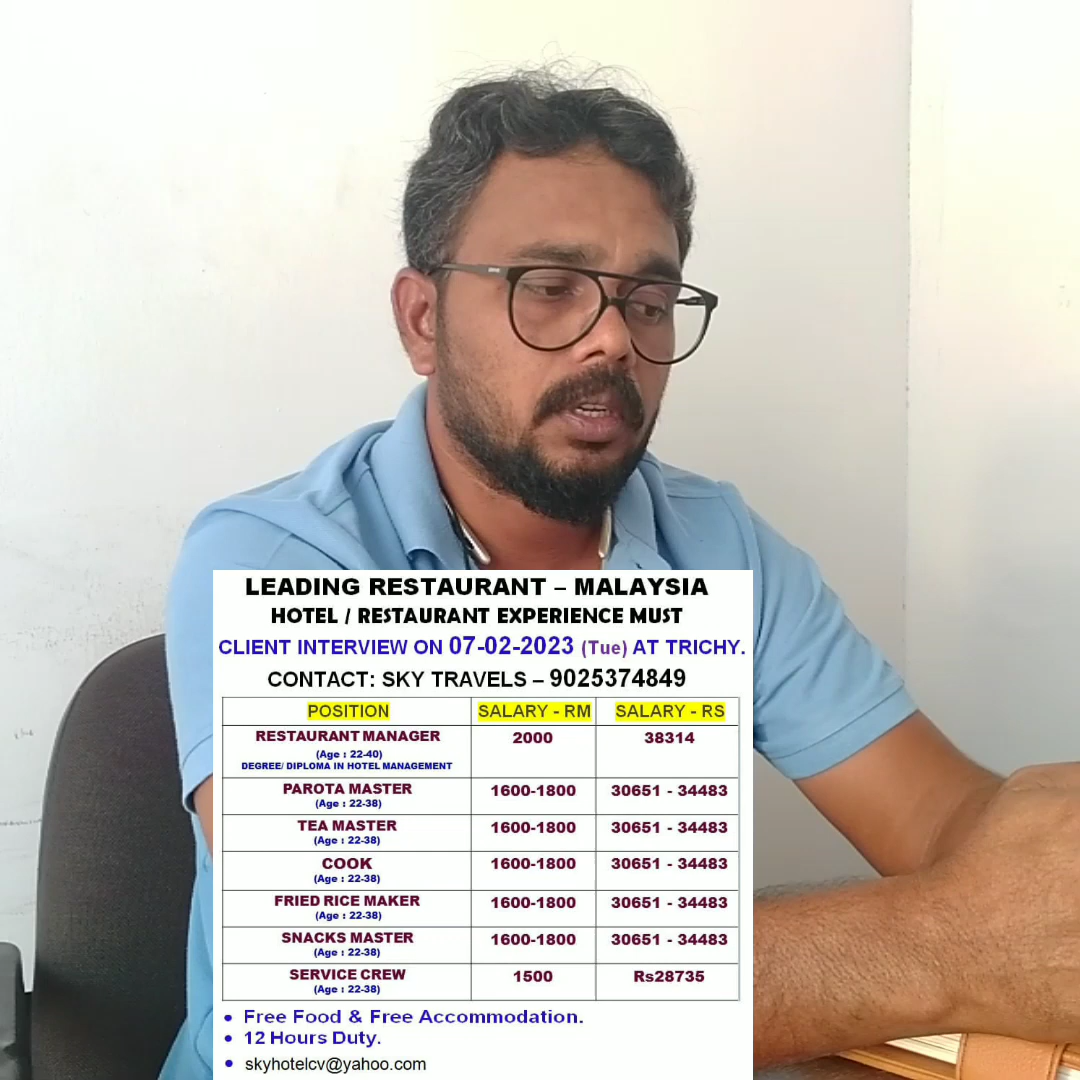 LEADING RESTAURANT – MALAYSIA
HOTEL / RESTAURANT EXPERIENCE MUST
CLIENT INTERVIEW ON 07-02-2023 (Tue) AT TRICHY.
CONTACT: SKY TRAVELS – 9025374849
POSITION SALARY - RM SALARY - RS
RESTAURANT MANAGER 2000 38314
(Age : 22-40)
DEGREE/ DIPLOMA IN HOTEL MANAGEMENT
PAROTA MASTER 1600-1800 30651 - 34483
(Age : 22-38)
TEA MASTER 1600-1800 30651 - 34483
(Age : 22-38)
COOK 1600-1800 30651 - 34483
(Age : 22-38)
FRIED RICE MAKER 1600-1800 30651 - 34483
(Age : 22-38)
SNACKS MASTER 1600-1800 30651 - 34483
(Age : 22-38)
SERVICE CREW 1500 Rs28735
(Age : 22-38)
• Free Food & Free Accommodation.
• 12 Hours Duty.
• skyhotelcv@yahoo.com